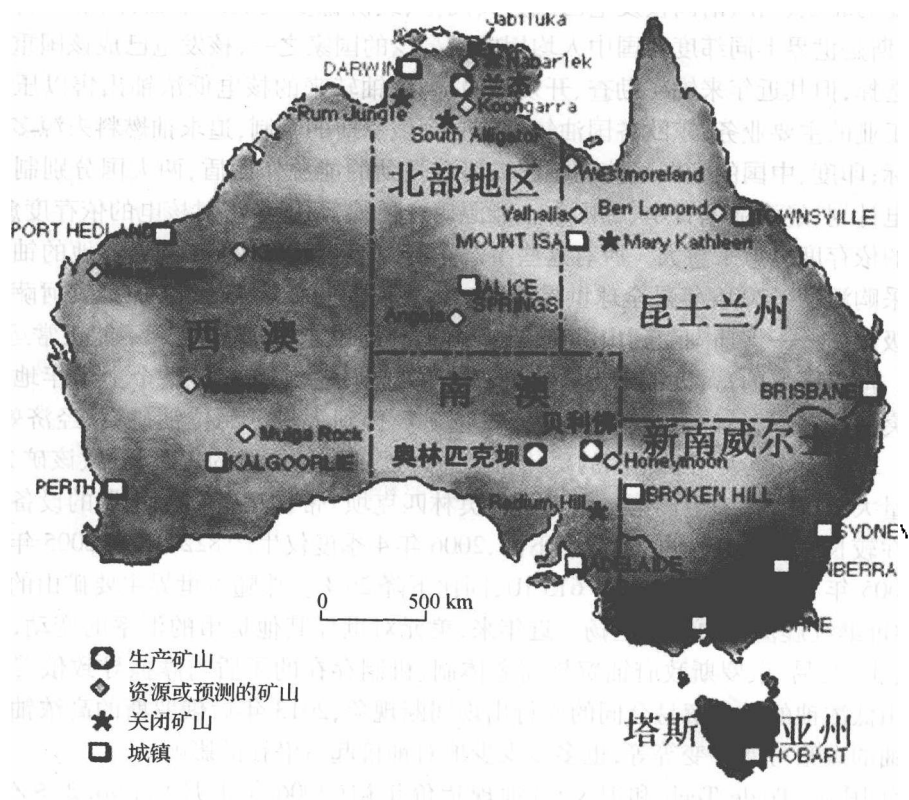 Jabiluka
Nabarlek
DARWIN
兰杰
Rum Jungle
Koongarra
South Alligator
北部地区
Westmoreland
Valhalla
Ben Lomond
TOWNSVILLE
PORT HEDLAND
MOUNT ISA
Mary Kathleen
ALICE
SPRINGS
Angela
昆士兰州
西 澳
南 澳
BRISBANE
贝利佛
新南威尔士
Mulga Rock
奥林匹克坝
Honeymoon
KALGOORLIE
PERTH
BROKEN HILL
Radium Hill
SYDNEY
ADELAIDE
0 500 km
生产矿山
资源或预测的矿山
关闭矿山
城镇
塔斯 亚州
HOBART